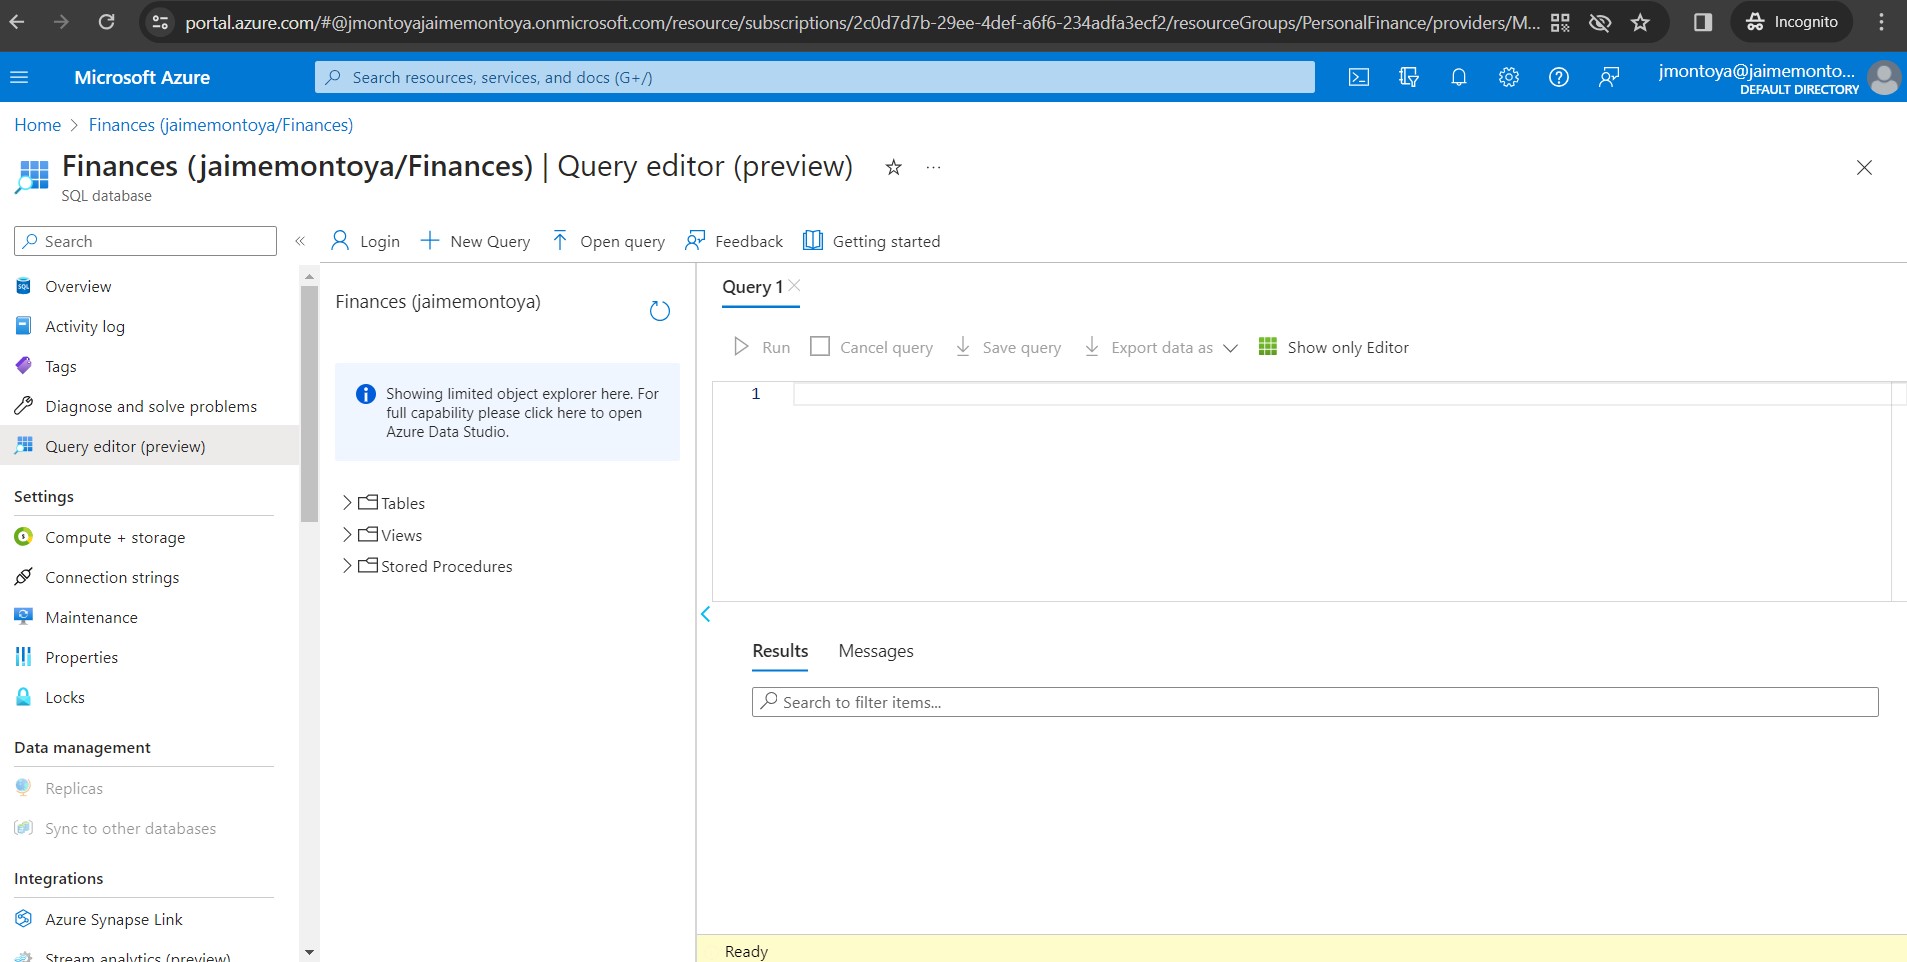 portal.azure.com/#@jmontoyajaimemontoya.onmicrosoft.com/resource/subscriptions/2c0d7d7b-29ee-4def-a6f6-234adfa3ecf2/resourceGroups/PersonalFinance/providers/M...
Incognito
Microsoft Azure
Search resources, services, and docs (G+/)
jmontoya@jaimemonto...
DEFAULT DIRECTORY
Home > Finances (jaimemontoya/Finances)
Finances (jaimemontoya/Finances) | Query editor (preview)
SQL database
Search
Login
New Query
Open query
Feedback
Getting started
Overview
Activity log
Tags
Diagnose and solve problems
Query editor (preview)
Settings
Compute + storage
Connection strings
Maintenance
Properties
Locks
Data management
Replicas
Sync to other databases
Integrations
Azure Synapse Link
Stream analytics (preview)
Finances (jaimemontoya)
Showing limited object explorer here. For
full capability please click here to open
Azure Data Studio.
Tables
Views
Stored Procedures
Query 1
Run
Cancel query
Save query
Export data as
Show only Editor
1
Results
Messages
Search to filter items...
Ready